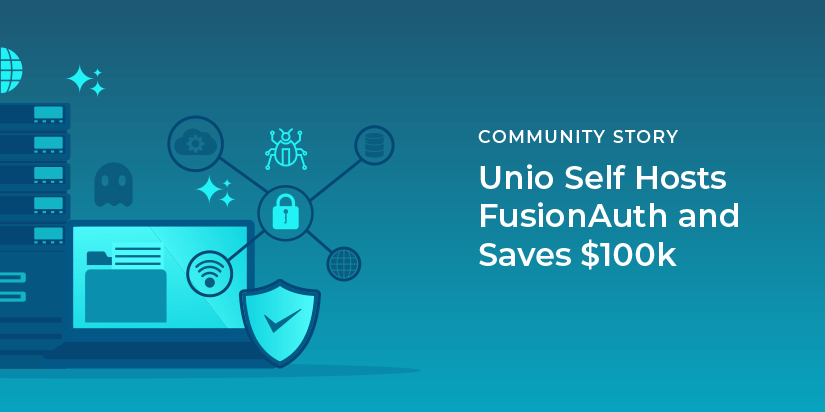 COMMUNITY STORY
Unio Self Hosts
FusionAuth and
Saves $100k